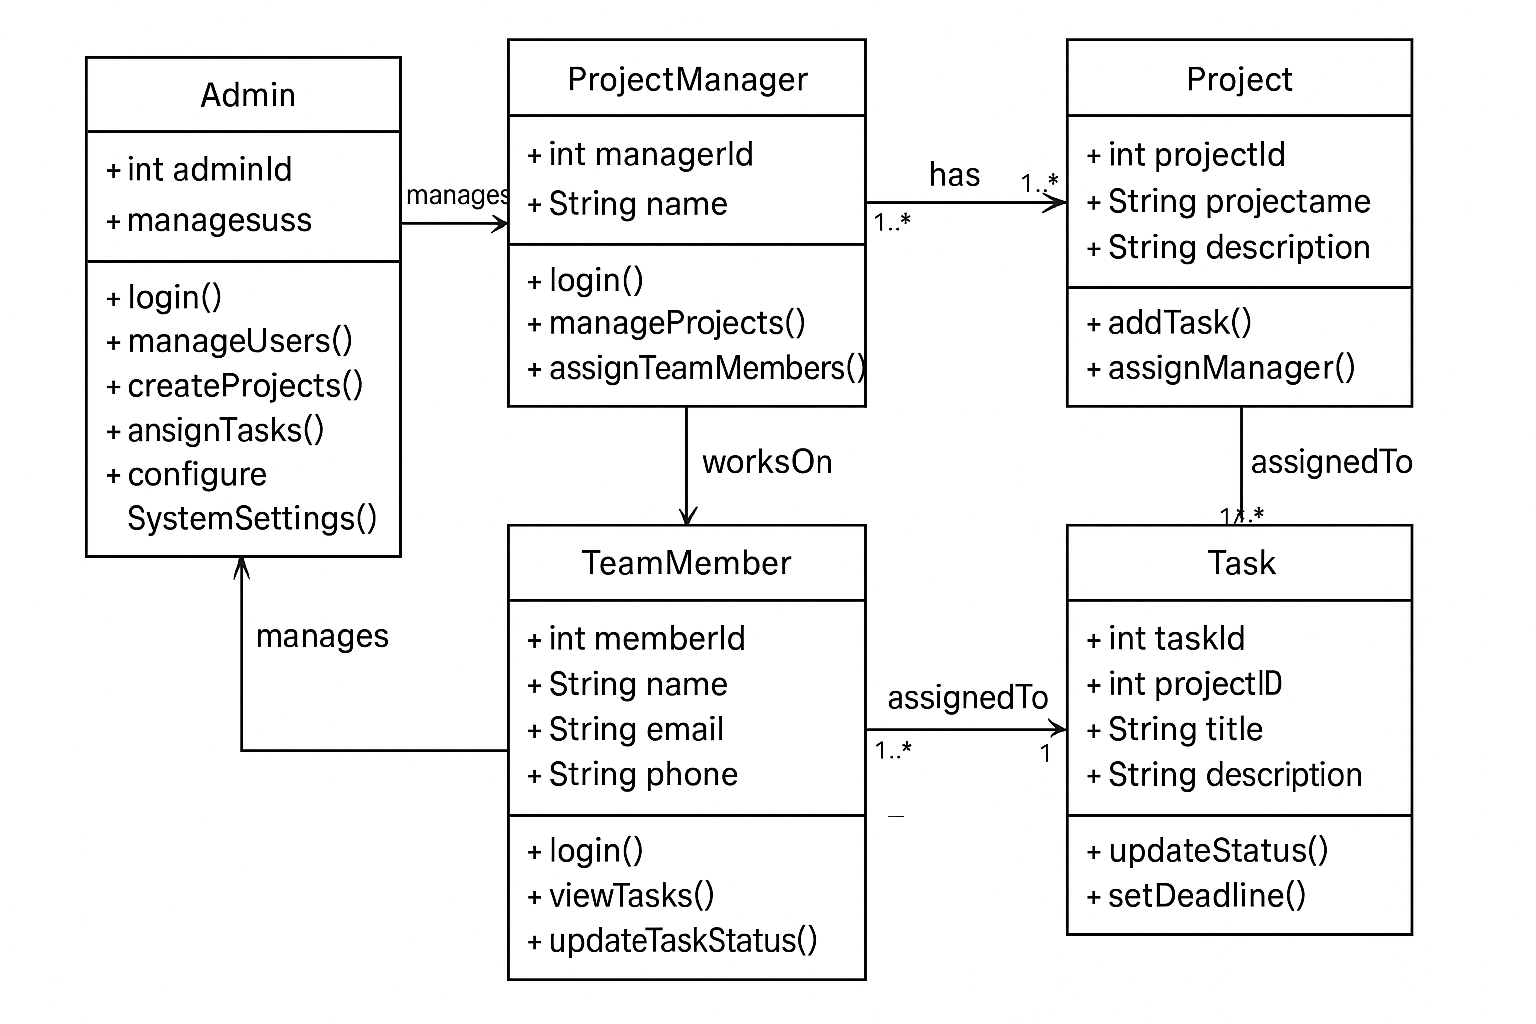 Admin
+ int adminId
+ managesuss
+ login()
+ manageUsers()
+ createProjects()
+ ansignTasks()
+ configure
SystemSettings()
manages
ProjectManager
+ int managerId
+ String name
+ login()
+ manageProjects()
+ assignTeamMembers()
has
1..*
1..*
Project
+ int projectId
+ String projectame
+ String description
+ addTask()
+ assignManager()
worksOn
assignedTo
1..*
manages
TeamMember
+ int memberId
+ String name
+ String email
+ String phone
+ login()
+ viewTasks()
+ updateTaskStatus()
assignedTo
1..*
1
Task
+ int taskId
+ int projectID
+ String title
+ String description
+ updateStatus()
+ setDeadline()